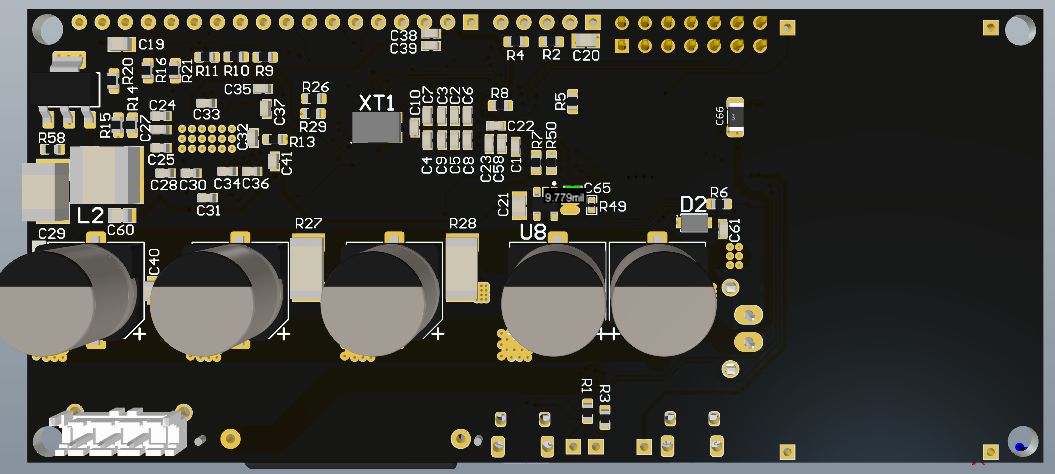 C38
C39
C19
R4
R2
C20
R20
R16
R21
R11
R10
R9
C35
R26
R14
C24
C33
C37
R29
XT1
C10
C7
C3
C2
C6
R8
R5
C66
R15
C27
C32
R13
C22
R7
R50
R58
C25
C41
C4
C9
C5
C8
C23
C58
C1
C28
C30
C34
C36
C31
9.779mil
C65
R49
R6
D2
L2
C60
C21
U8
C61
C29
R27
R28
C40
+
+
+
+
R1
R3